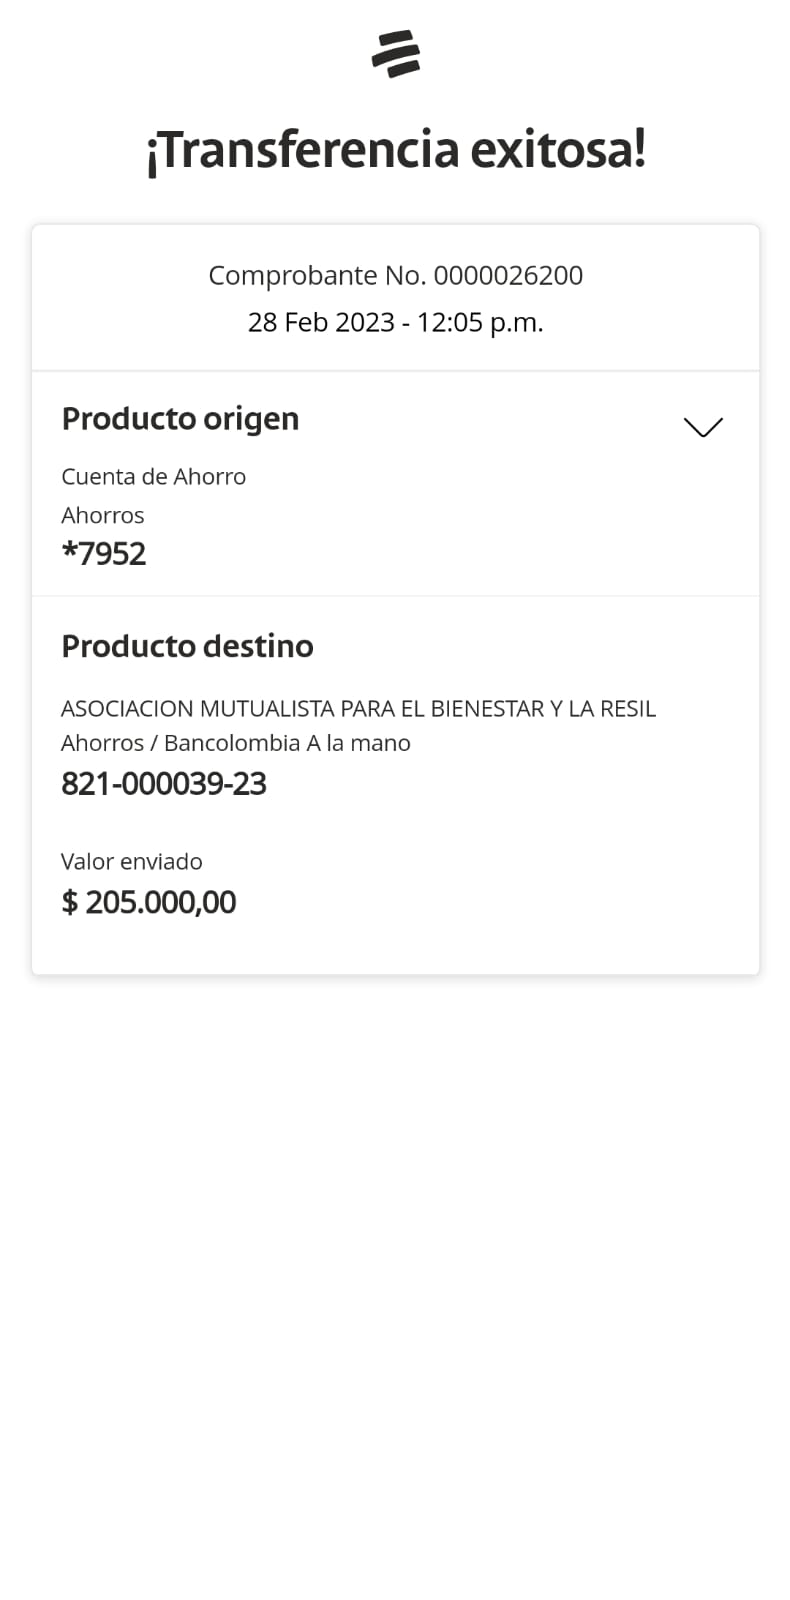 ¡Transferencia exitosa!
Comprobante No. 0000026200
28 Feb 2023 - 12:05 p.m.
Producto origen
Cuenta de Ahorro
Ahorros
*7952
Producto destino
ASOCIACION MUTUALISTA PARA EL BIENESTAR Y LA RESIL
Ahorros / Bancolombia A la mano
821-000039-23
Valor enviado
$ 205.000,00